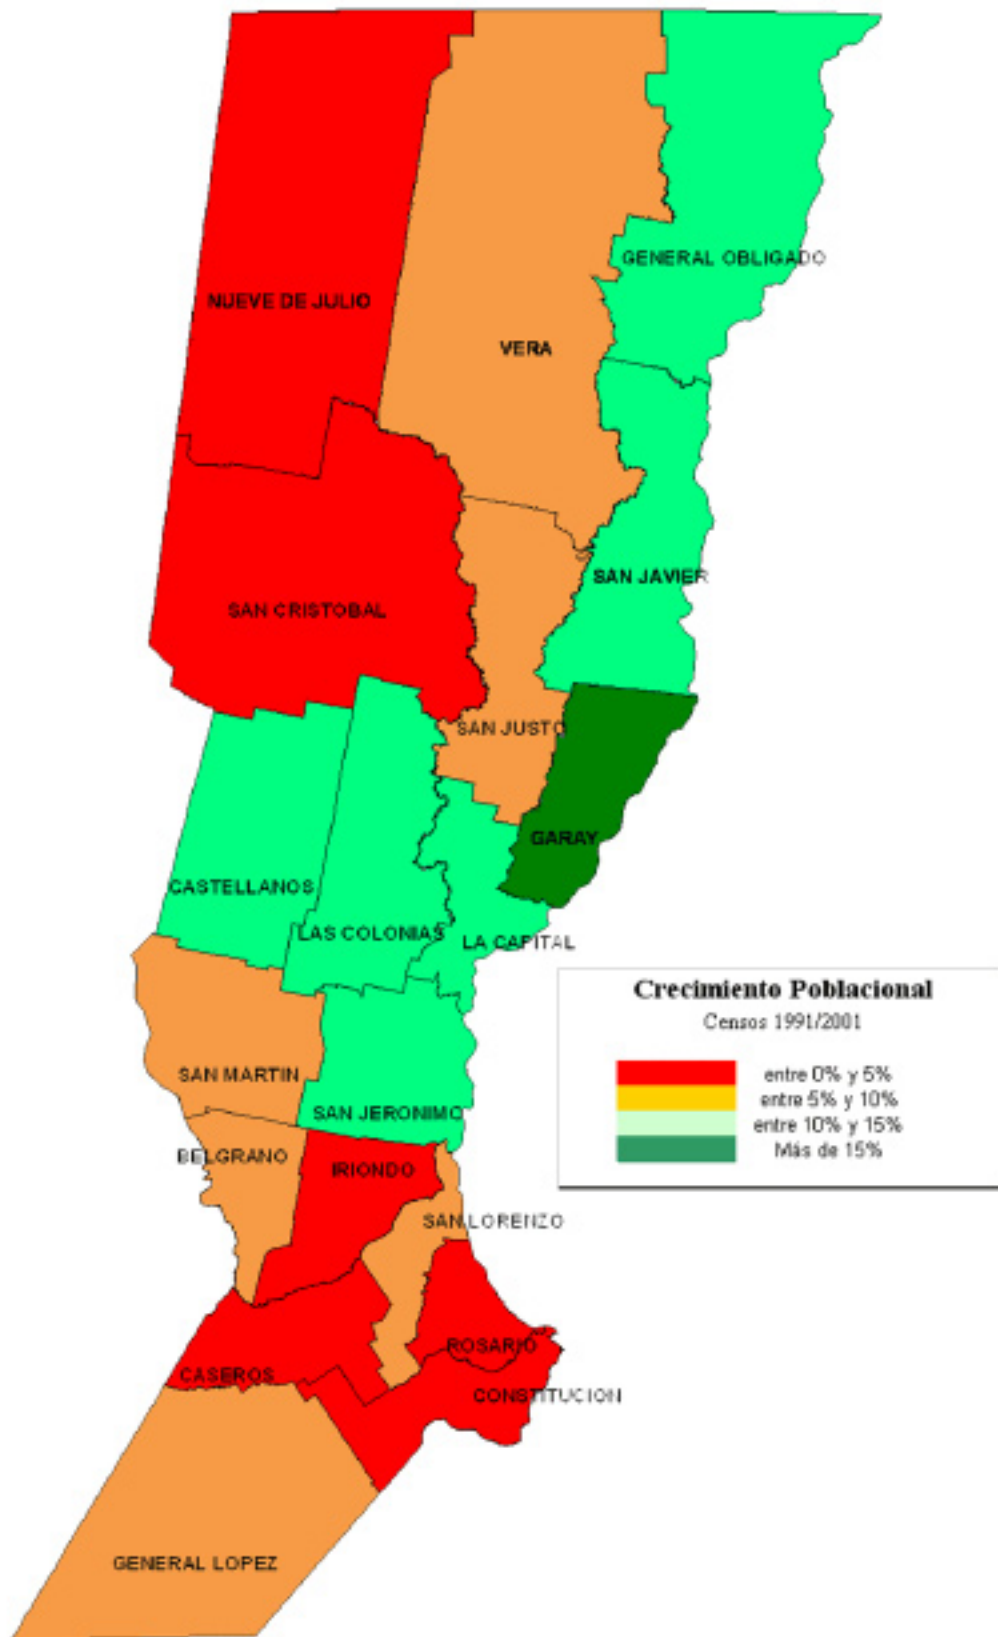 GENERAL OBLIGADO
NUEVE DE JULIO
VERA
SAN JAVIER
SAN CRISTOBAL
SAN JUSTO
GARAY
CASTELLANOS
LAS COLONIAS
LA CAPITAL
Crecimiento Poblacional
Censos 1991/2001
entre 0% y 5%
entre 5% y 10%
entre 10% y 15%
Más de 15%
SAN MARTIN
SAN JERONIMO
BELGRANO
IRIONDO
SAN LORENZO
ROSARIO
CASEROS
CONSTITUCION
GENERAL LOPEZ